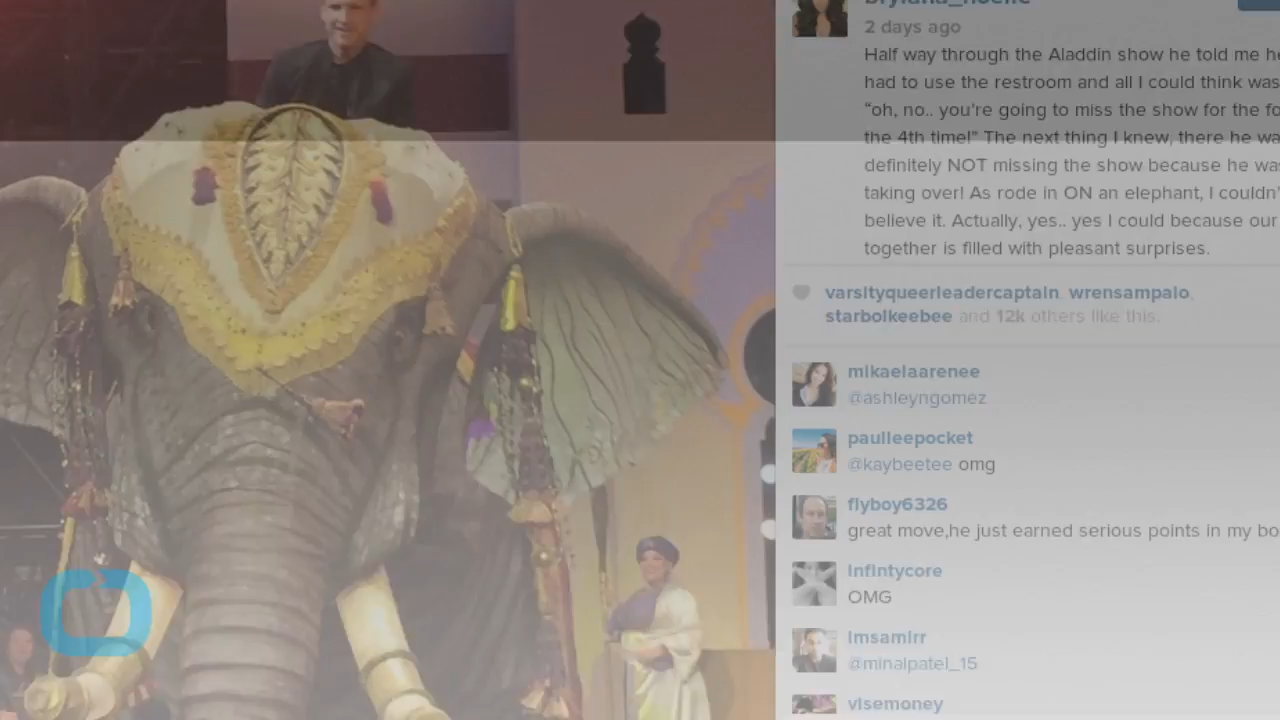 2 days ago
Half way through the Aladdin show he told me he
had to use the restroom and all I could think was
“oh, no.. you're going to miss the show for the fo
the 4th time!” The next thing I knew, there he wa
definitely NOT missing the show because he was
taking over! As rode in ON an elephant, I couldn'
believe it. Actually, yes.. yes I could because our
together is filled with pleasant surprises.
varsityqueerleadercaptain, wrensampalo,
starbolkeebee and 12k others like this.
mikaelaarenee
@ashleyngomez
paulleepocket
@kaybeetee omg
flyboy6326
great move,he just earned serious points in my bo
infintycore
OMG
imsamirr
@minalpatel_15
visemoney